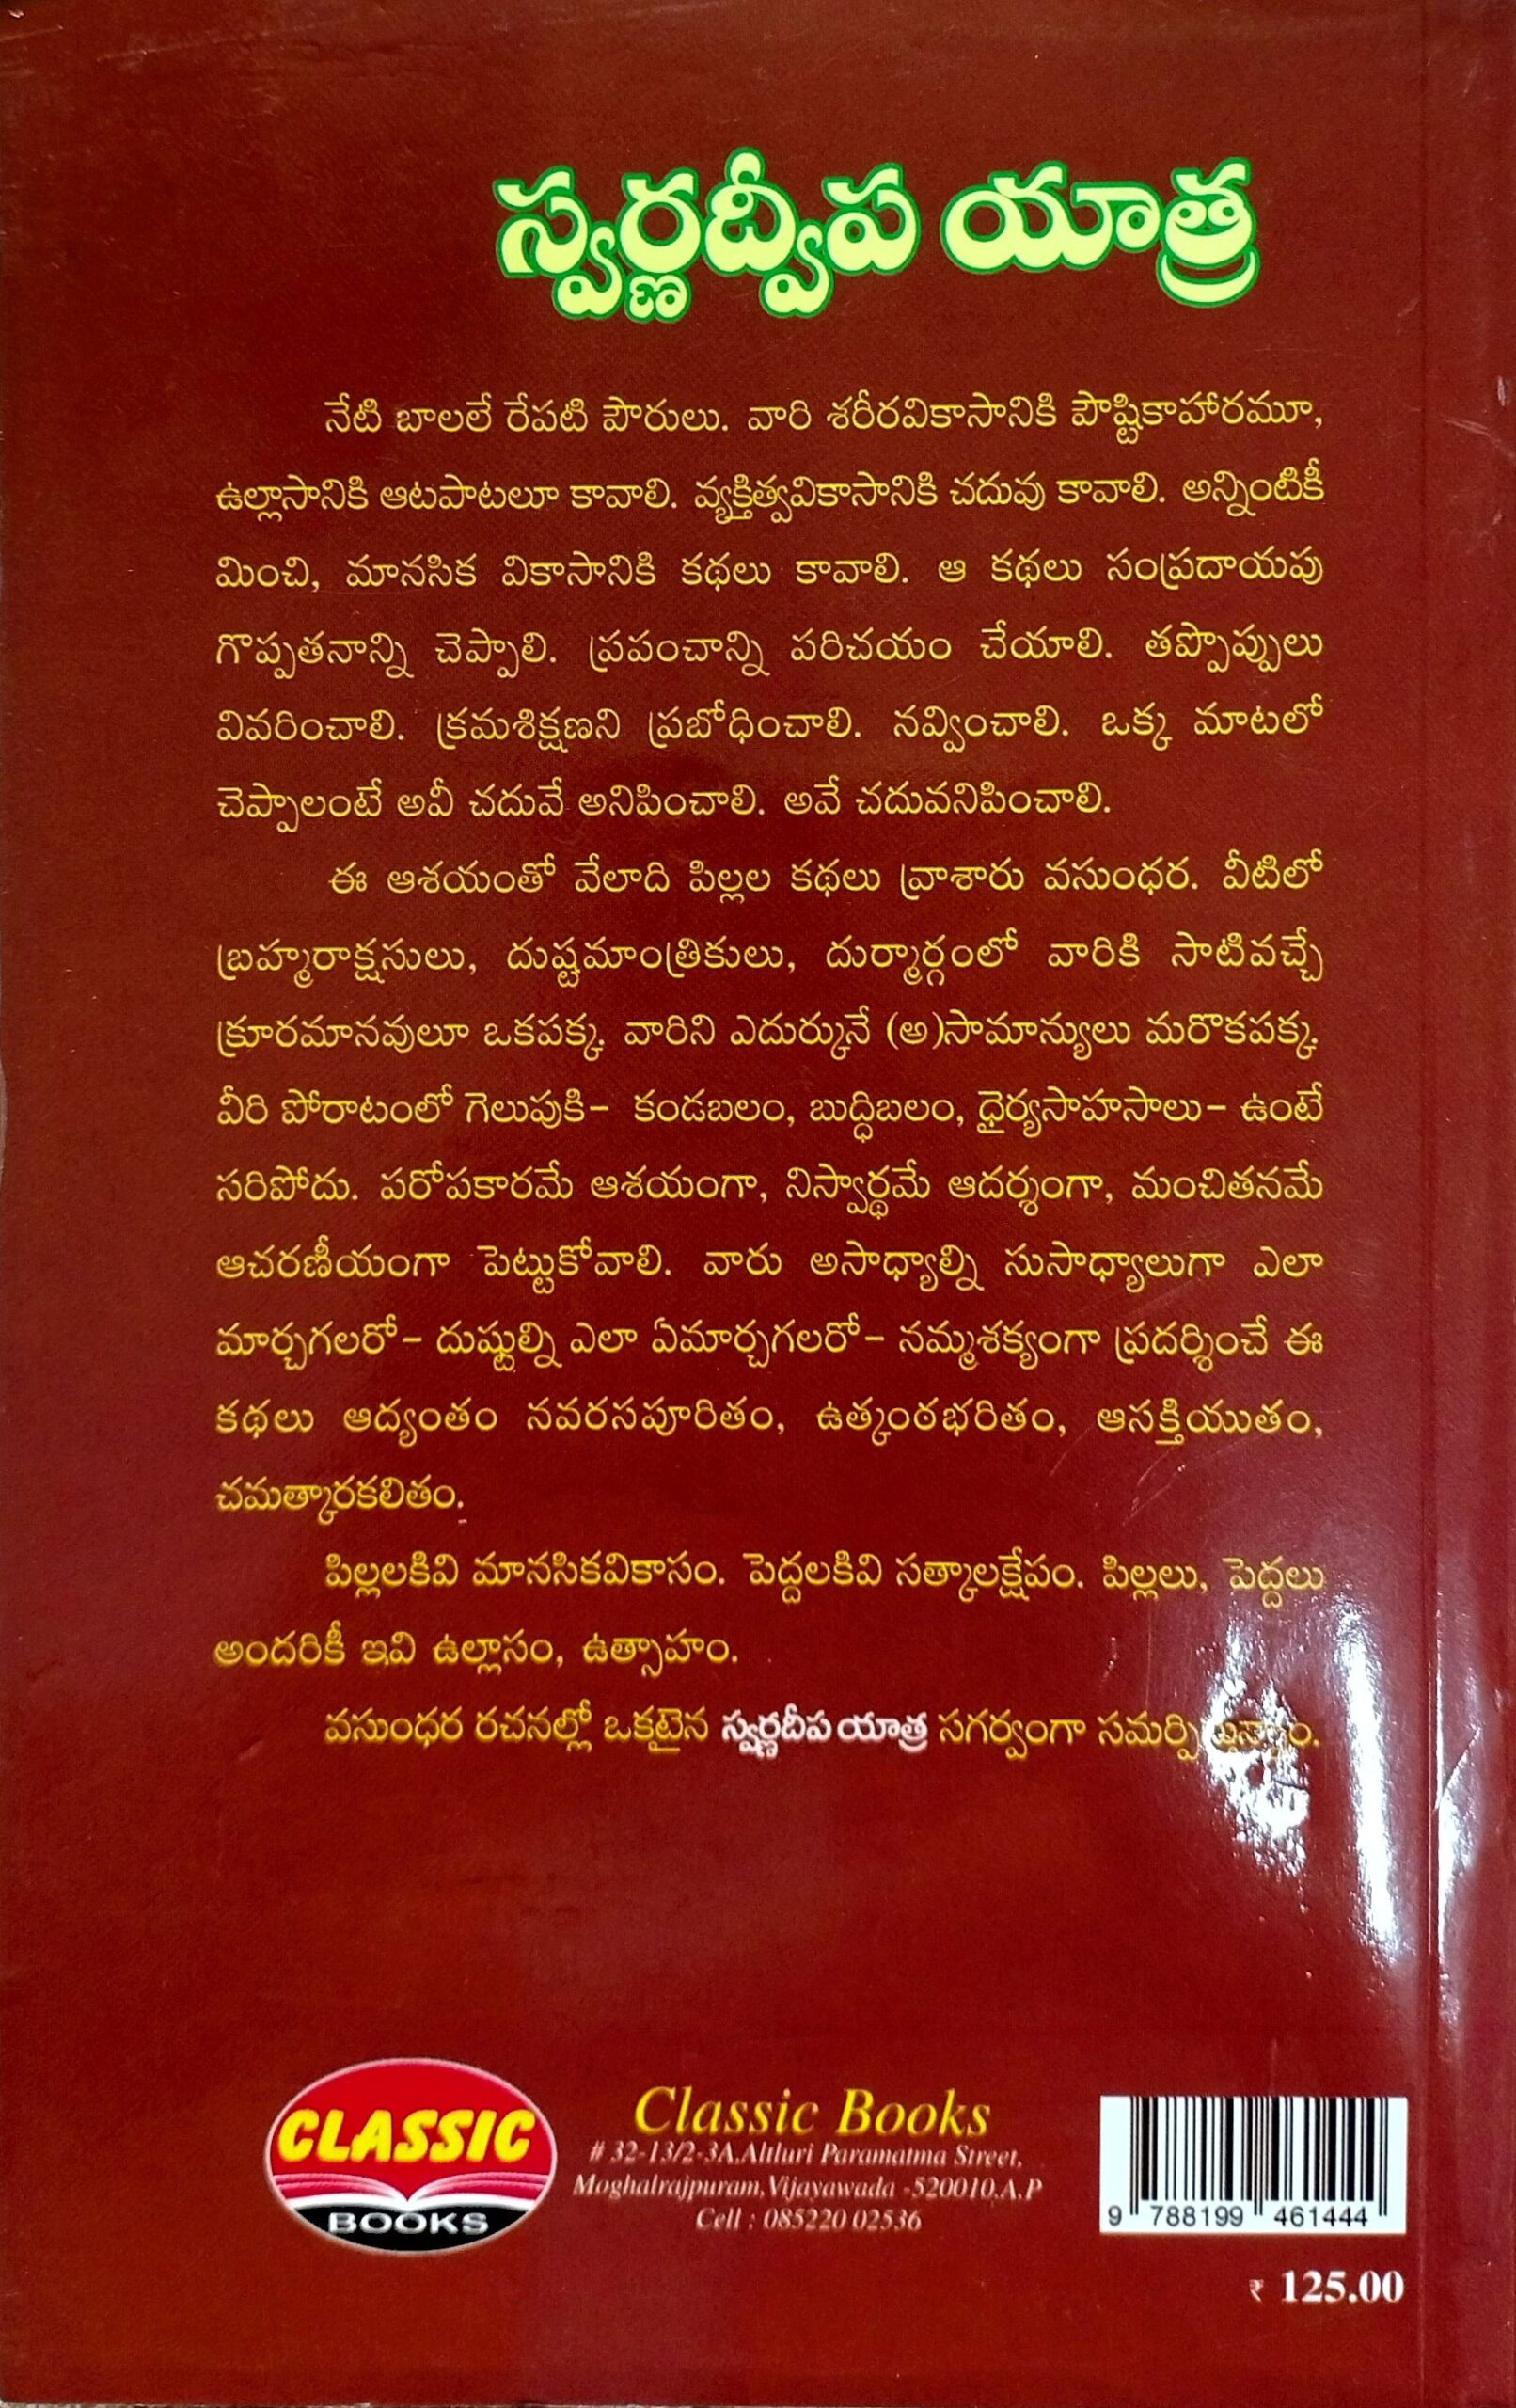 స్వర్ణద్వీప యాత్ర
నేటి బాలలే రేపటి పౌరులు. వారి శరీరవికాసానికి పౌష్టికాహారమూ,
ఉల్లాసానికి ఆటపాటలూ కావాలి. వ్యక్తిత్వవికాసానికి చదువు కావాలి. అన్నింటికీ
మించి, మానసిక వికాసానికి కథలు కావాలి. ఆ కథలు సంప్రదాయపు
గొప్పతనాన్ని చెప్పాలి. ప్రపంచాన్ని పరిచయం చేయాలి. తప్పొప్పులు
వివరించాలి. క్రమశిక్షణని ప్రబోధించాలి. నవ్వించాలి. ఒక్క మాటలో
చెప్పాలంటే అవీ చదువే అనిపించాలి. అవే చదువనిపించాలి.
ఈ ఆశయంతో వేలాది పిల్లల కథలు వ్రాశారు వసుంధర. వీటిలో
బ్రహ్మరాక్షసులు, దుష్టమాంత్రికులు, దుర్మార్గంలో వారికి సాటివచ్చే
క్రూరమానవులూ ఒకపక్క. వారిని ఎదుర్కునే (అ)సామాన్యులు మరొకపక్క.
వీరి పోరాటంలో గెలుపుకి- కండబలం, బుద్ధిబలం, ధైర్యసాహసాలు- ఉంటే
సరిపోదు. పరోపకారమే ఆశయంగా, నిస్వార్థమే ఆదర్శంగా, మంచితనమే
ఆచరణీయంగా పెట్టుకోవాలి. వారు అసాధ్యాల్ని సుసాధ్యాలుగా ఎలా
మార్చగలరో- దుష్టుల్ని ఎలా ఏమార్చగలరో- నమ్మశక్యంగా ప్రదర్శించే ఈ
కథలు ఆద్యంతం నవరసపూరితం, ఉత్కంఠభరితం, ఆసక్తియుతం,
చమత్కారకలితం.
పిల్లలకివి మానసికవికాసం. పెద్దలకివి సత్కాలక్షేపం. పిల్లలు, పెద్దలు
అందరికీ ఇవి ఉల్లాసం, ఉత్సాహం.
వసుంధర రచనల్లో ఒకటైన స్వర్ణదీప యాత్ర సగర్వంగా
CLASSIC
BOOKS
Classic Books
# 32-13/2-3A,Altluri Paramatma Street,
Moghalrajpuram,Vijayawada -520010,A.P
Cell : 085220 02536
9 788199 461444
₹ 125.00